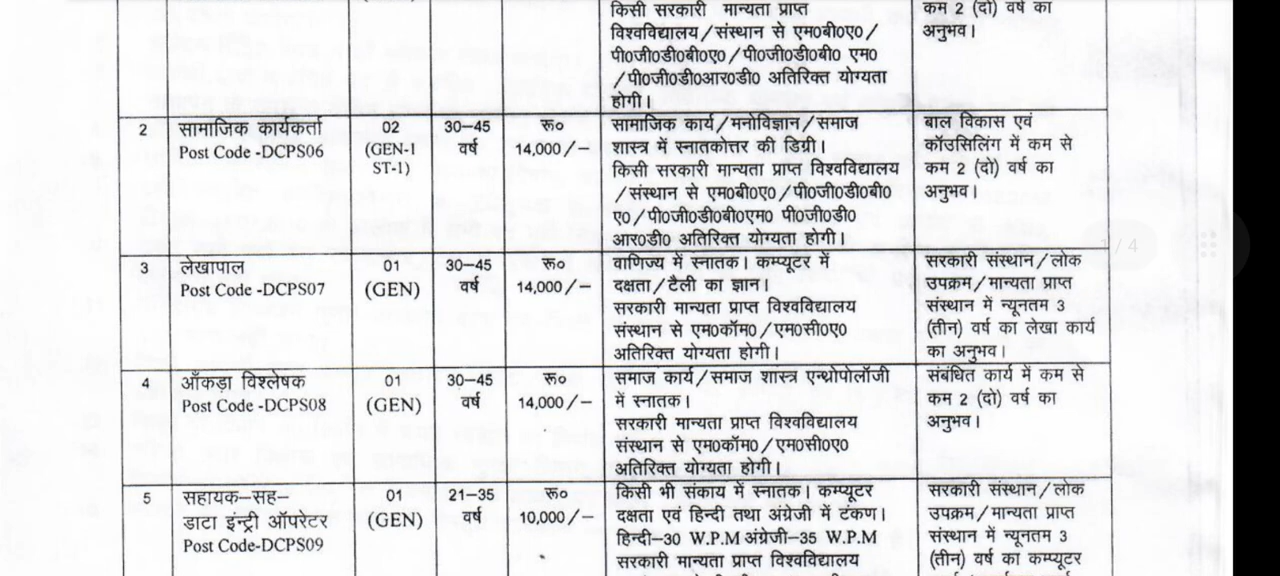 किसी सरकारी मान्यता प्राप्त
विश्वविद्यालय/संस्थान से एम0बी0ए0/
पी0जी0डी0बी0ए0/पी0जी0डी0बी0 एम0
/पी0जी0डी0आर0डी0 अतिरिक्त योग्यता
होगी।
कम 2 (दो) वर्ष का
अनुभव।
2
सामाजिक कार्यकर्ता
Post Code -DCPS06
02
(GEN-1
ST-1)
30-45
वर्ष
रू०
14,000/-
सामाजिक कार्य/मनोविज्ञान/समाज
शास्त्र में स्नातकोत्तर की डिग्री।
किसी सरकारी मान्यता प्राप्त विश्वविद्यालय
/संस्थान से एम0बी0ए0/पी0जी0डी0बी0
ए0/पी0जी0डी0बी0एम0 पी0जी0डी0
आर0डी0 अतिरिक्त योग्यता होगी।
बाल विकास एवं
कॉउसिलिंग में कम से
कम 2 (दो) वर्ष का
अनुभव।
3
लेखापाल
Post Code -DCPS07
01
(GEN)
30-45
वर्ष
रू०
14,000/-
वाणिज्य में स्नातक। कम्प्यूटर में
दक्षता/टैली का ज्ञान।
सरकारी मान्यता प्राप्त विश्वविद्यालय
संस्थान से एम0कॉम0/एम0सी0ए0
अतिरिक्त योग्यता होगी।
सरकारी संस्थान/लोक
उपक्रम/मान्यता प्राप्त
संस्थान में न्यूनतम 3
(तीन) वर्ष का लेखा कार्य
का अनुभव।
1/4
4
आँकड़ा विश्लेषक
Post Code -DCPS08
01
(GEN)
30-45
वर्ष
रू०
14,000/-
समाज कार्य/समाज शास्त्र एन्थ्रोपोलॉजी
में स्नातक।
सरकारी मान्यता प्राप्त विश्वविद्यालय
संस्थान से एम0कॉम0/एम0सी0ए0
अतिरिक्त योग्यता होगी।
संबंधित कार्य में कम से
कम 2 (दो) वर्ष का
अनुभव।
5
सहायक-सह-
डाटा इंन्ट्री ऑपरेटर
Post Code-DCPS09
01
(GEN)
21-35
वर्ष
रू०
10,000/-
किसी भी संकाय में स्नातक। कम्प्यूटर
दक्षता एवं हिन्दी तथा अंग्रेजी में टंकण।
हिन्दी-30 W.P.M अंग्रेजी-35 W.P.M
सरकारी मान्यता प्राप्त विश्वविद्यालय
सरकारी संस्थान/लोक
उपक्रम/मान्यता प्राप्त
संस्थान में न्यूनतम 3
(तीन) वर्ष का कम्प्यूटर